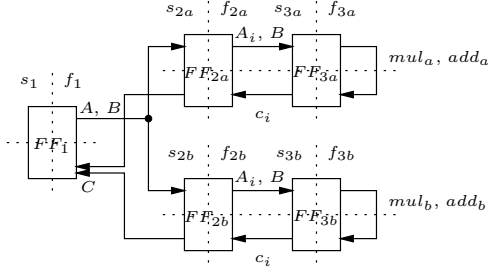 s2a f2a s3a f3a
Ai, B
s1 f1
A, B
FF2a FF3a
mula, adda
ci
FF1
s2b f2b s3b f3b
Ai, B
C
FF2b FF3b
mulb, addb
ci